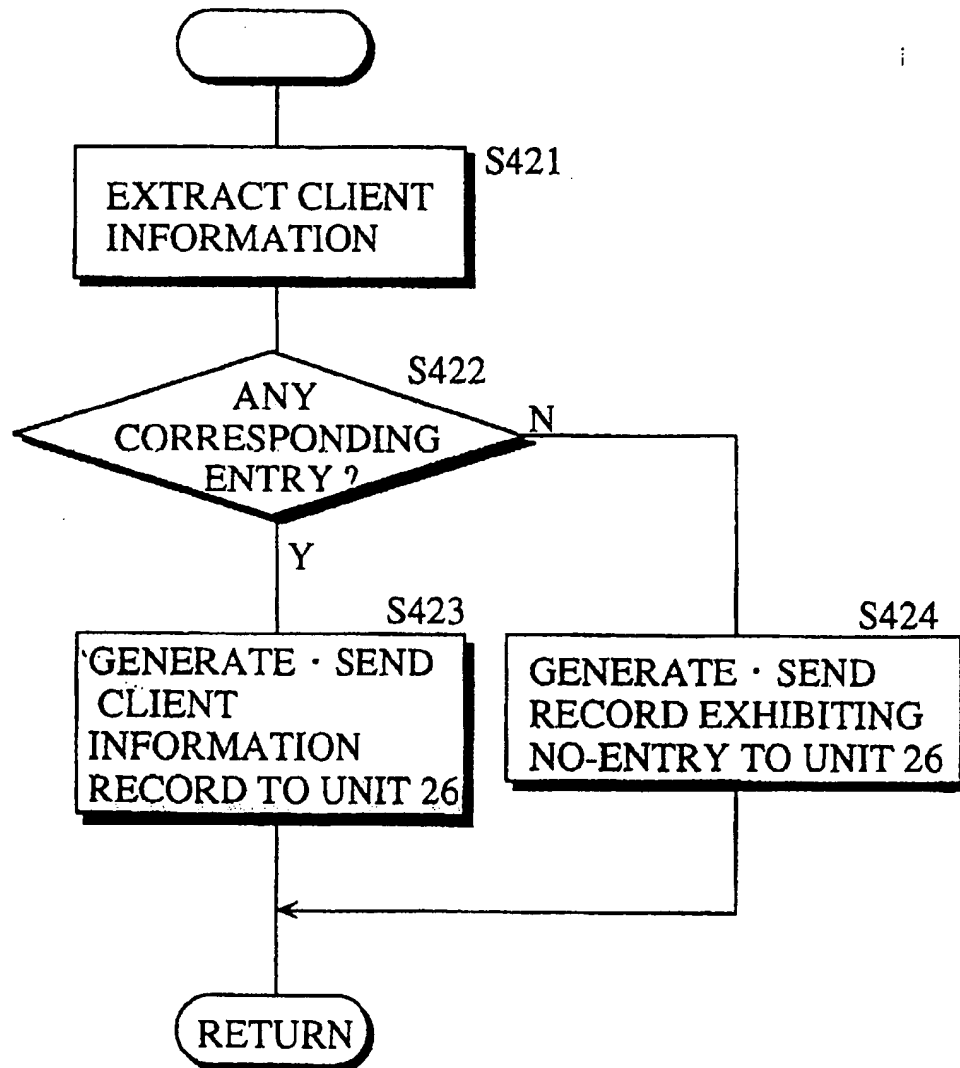 S421
EXTRACT CLIENT
INFORMATION
S422
ANY
CORRESPONDING
ENTRY ?
N
Y
S423
GENERATE · SEND
CLIENT
INFORMATION
RECORD TO UNIT 26
S424
GENERATE · SEND
RECORD EXHIBITING
NO-ENTRY TO UNIT 26
RETURN